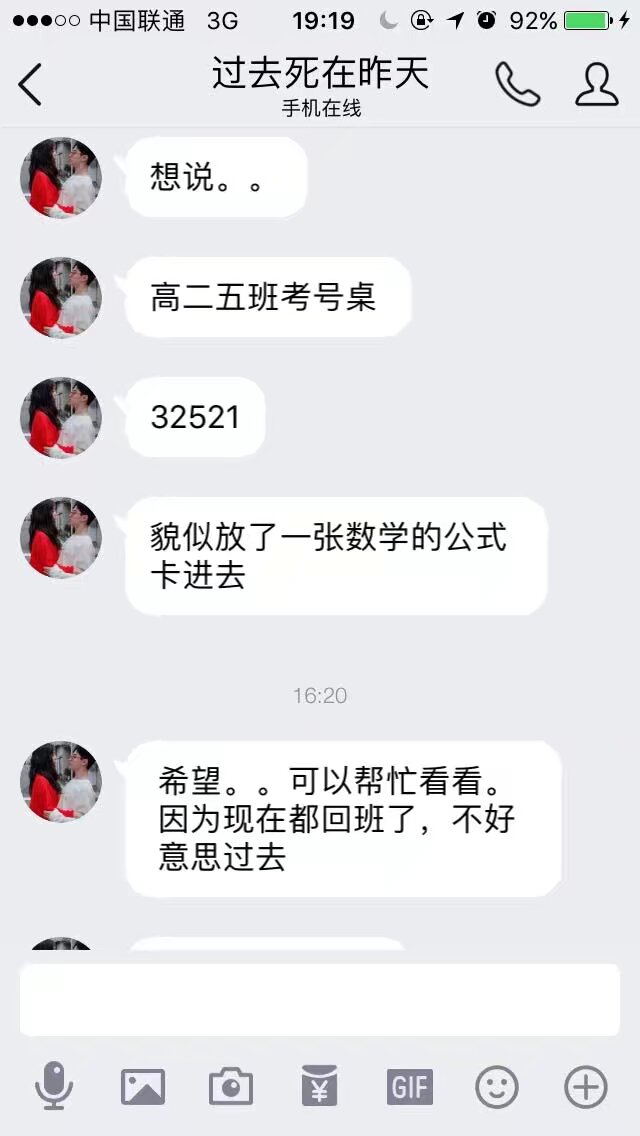 中国联通 3G 19:19 92%
过去死在昨天
手机在线
想说。。
高二五班考号桌
32521
貌似放了一张数学的公式
卡进去
16:20
希望。。可以帮忙看看。
因为现在都回班了，不好
意思过去
¥
GIF